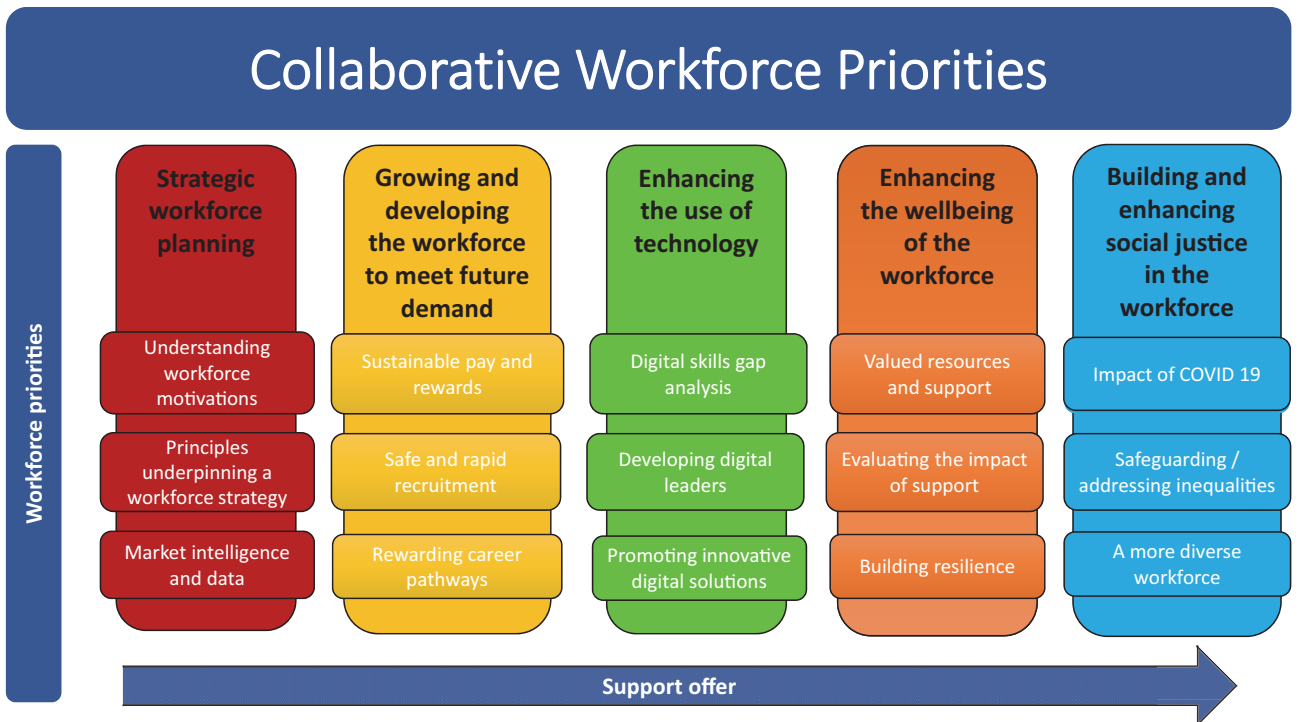 Collaborative Workforce Priorities
Workforce priorities
Strategic
workforce
planning
Understanding
workforce
motivations
Principles
underpinning a
workforce strategy
Market intelligence
and data
Growing and
developing
the workforce
to meet future
demand
Sustainable pay and
rewards
Safe and rapid
recruitment
Rewarding career
pathways
Enhancing
the use of
technology
Digital skills gap
analysis
Developing digital
leaders
Promoting innovative
digital solutions
Enhancing
the wellbeing
of the
workforce
Valued resources
and support
Evaluating the impact
of support
Building resilience
Building and
enhancing
social justice
in the
workforce
Impact of COVID 19
Safeguarding /
addressing inequalities
A more diverse
workforce
Support offer